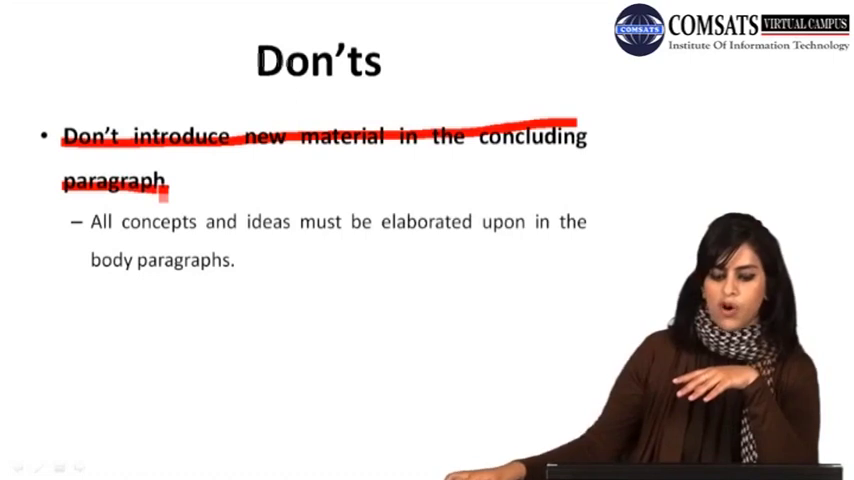 COMSATS VIRTUAL CAMPUS
COMSATS
Institute Of Information Technology
Don'ts
• Don't introduce new material in the concluding
paragraph
– All concepts and ideas must be elaborated upon in the
body paragraphs.